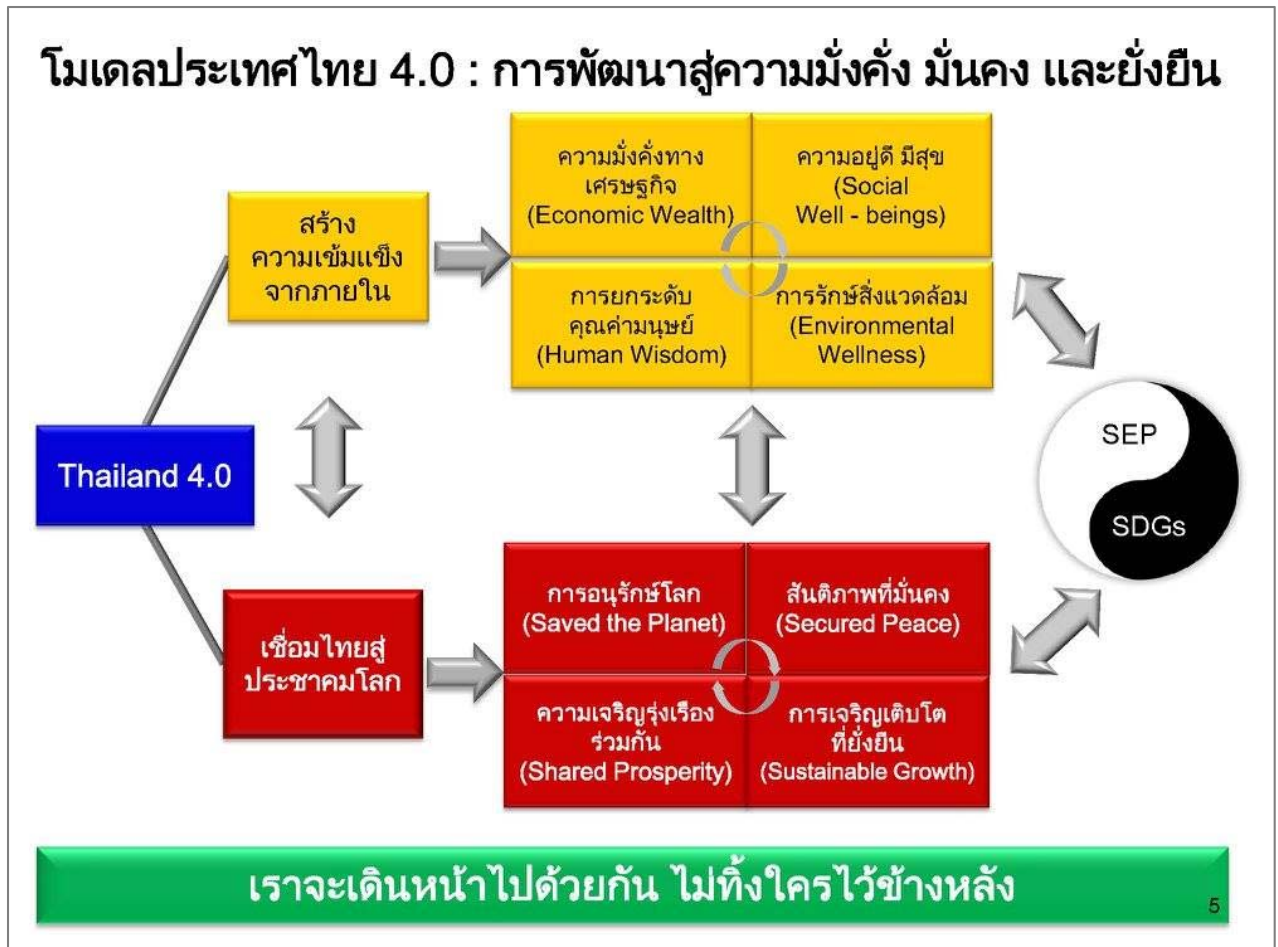 โมเดลประเทศไทย 4.0 : การพัฒนาสู่ความมั่งคั่ง มั่นคง และยั่งยืน
ความมั่งคั่งทาง
เศรษฐกิจ
(Economic Wealth)
ความอยู่ดี มีสุข
(Social
Well - beings)
สร้าง
ความเข้มแข็ง
จากภายใน
การยกระดับ
คุณค่ามนุษย์
(Human Wisdom)
การรักษ์สิ่งแวดล้อม
(Environmental
Wellness)
Thailand 4.0
SEP
SDGs
เชื่อมไทยสู่
ประชาคมโลก
การอนุรักษ์โลก
(Saved the Planet)
สันติภาพที่มั่นคง
(Secured Peace)
ความเจริญรุ่งเรือง
ร่วมกัน
(Shared Prosperity)
การเจริญเติบโต
ที่ยั่งยืน
(Sustainable Growth)
เราจะเดินหน้าไปด้วยกัน ไม่ทิ้งใครไว้ข้างหลัง
5